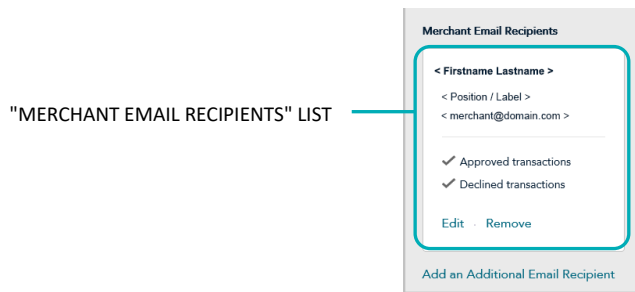 Merchant Email Recipients
"MERCHANT EMAIL RECIPIENTS" LIST
< Firstname Lastname >
< Position / Label >
< merchant@domain.com >
Approved transactions
Declined transactions
Edit · Remove
Add an Additional Email Recipient